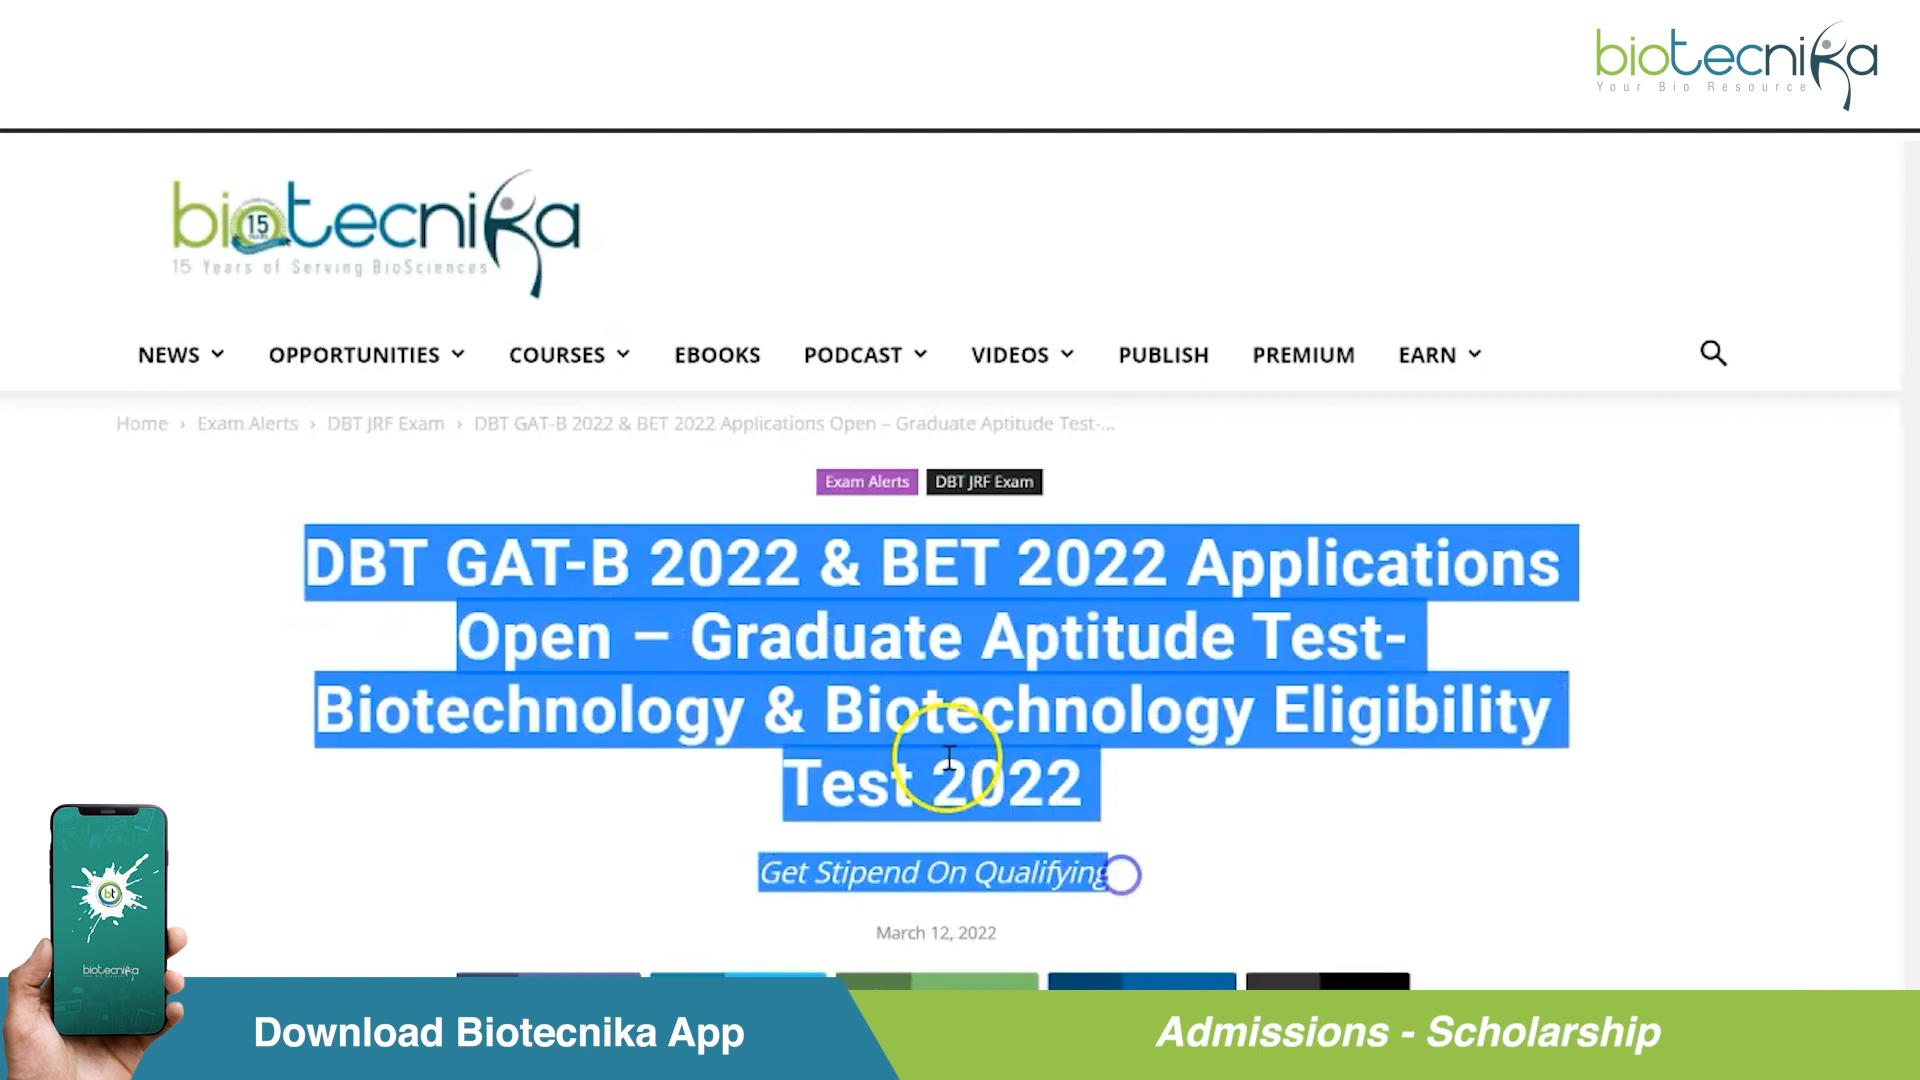 biotecnika
Your Bio Resource
biotecnika
15
15 Years of Serving BioSciences
NEWS OPPORTUNITIES COURSES EBOOKS PODCAST VIDEOS PUBLISH PREMIUM EARN
Home › Exam Alerts › DBT JRF Exam › DBT GAT-B 2022 & BET 2022 Applications Open – Graduate Aptitude Test-...
Exam Alerts DBT JRF Exam
DBT GAT-B 2022 & BET 2022 Applications
Open – Graduate Aptitude Test-
Biotechnology & Biotechnology Eligibility
Test 2022
Get Stipend On Qualifying
March 12, 2022
bt
biotecnika
Download Biotecnika App
Admissions - Scholarship